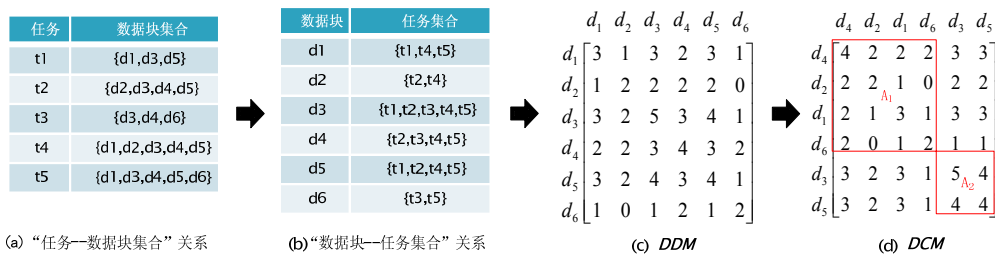 任务 数据块集合
t1 {d1,d3,d5}
t2 {d2,d3,d4,d5}
t3 {d3,d4,d6}
t4 {d1,d2,d3,d4,d5}
t5 {d1,d3,d4,d5,d6}
(a) “任务--数据块集合”关系
数据块 任务集合
d1 {t1,t4,t5}
d2 {t2,t4}
d3 {t1,t2,t3,t4,t5}
d4 {t2,t3,t4,t5}
d5 {t1,t2,t4,t5}
d6 {t3,t5}
(b)“数据块--任务集合”关系
d1 d2 d3 d4 d5 d6
d1 3 1 3 2 3 1
d2 1 2 2 2 2 0
d3 3 2 5 3 4 1
d4 2 2 3 4 3 2
d5 3 2 4 3 4 1
d6 1 0 1 2 1 2
(c) DDM
d4 d2 d1 d6 d3 d5
d4 4 2 2 2 3 3
d2 2 2 1 0 2 2
A1
d1 2 1 3 1 3 3
d6 2 0 1 2 1 1
d3 3 2 3 1 5 4
A2
d5 3 2 3 1 4 4
(d) DCM